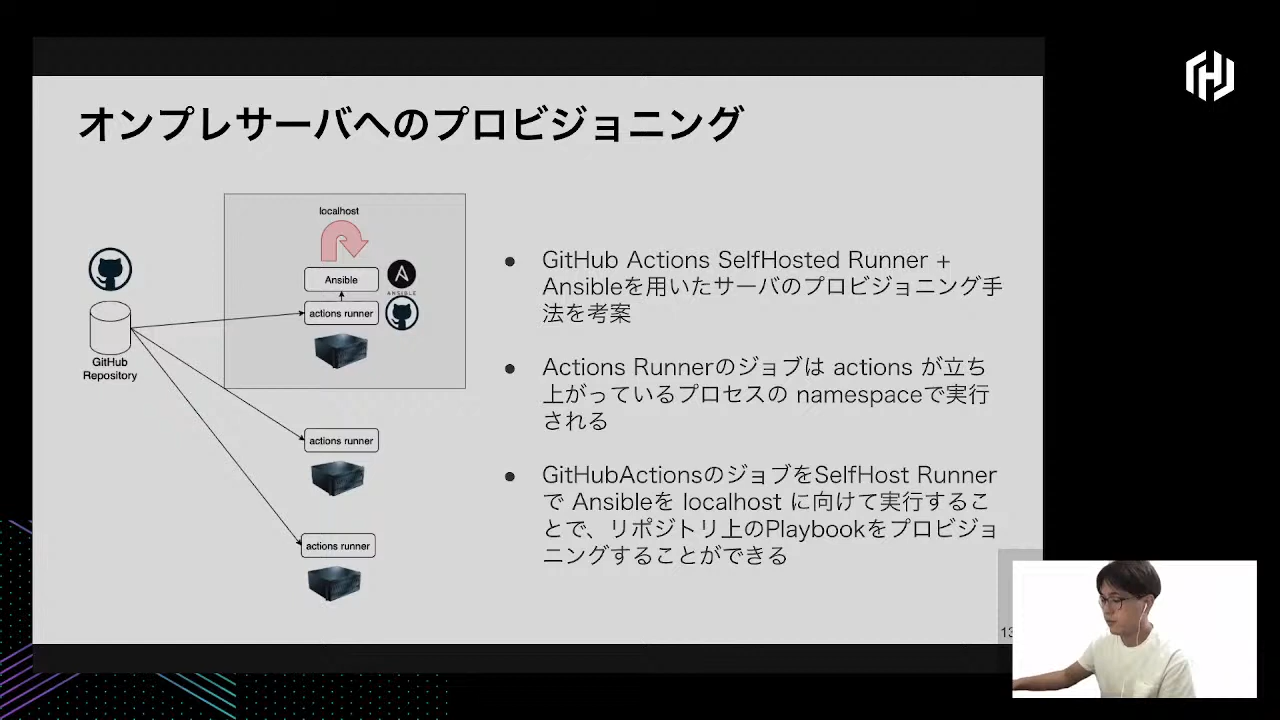 オンプレサーバへのプロビジョニング
localhost
Ansible
ANSIBLE
actions runner
GitHub
Repository
actions runner
actions runner
● GitHub Actions SelfHosted Runner +
Ansibleを用いたサーバのプロビジョニング手
法を考案
● Actions Runnerのジョブは actions が立ち
上がっているプロセスの namespaceで実行
される
● GitHubActionsのジョブをSelfHost Runner
で Ansibleを localhost に向けて実行するこ
とで、リポジトリ上のPlaybookをプロビジョ
ニングすることができる
13